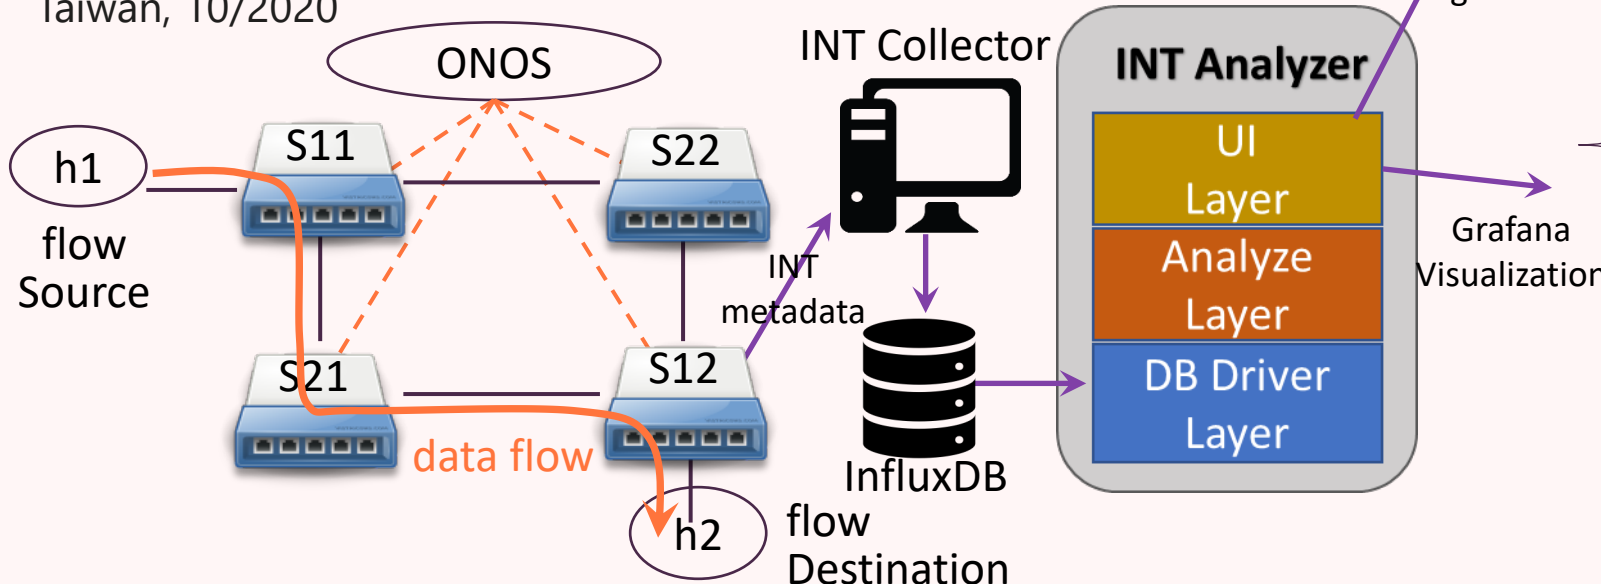 Taiwan, 10/2020
ONOS
INT Collector
INT Analyzer
h1
S11
S22
UI
Layer
flow
Source
INT
metadata
Analyze
Layer
Grafana
Visualization
S21
S12
DB Driver
Layer
data flow
InfluxDB
h2
flow
Destination